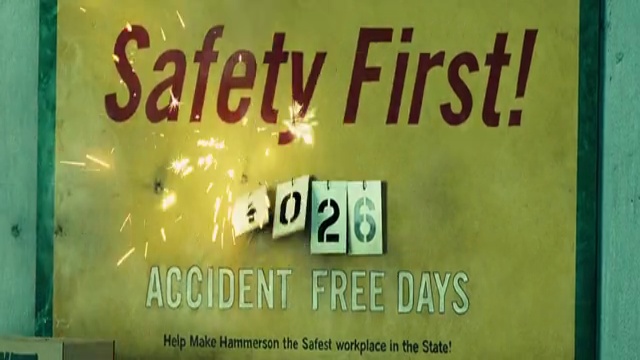 Safety First!
026
ACCIDENT FREE DAYS
Help Make Hammerson the Safest workplace in the State!